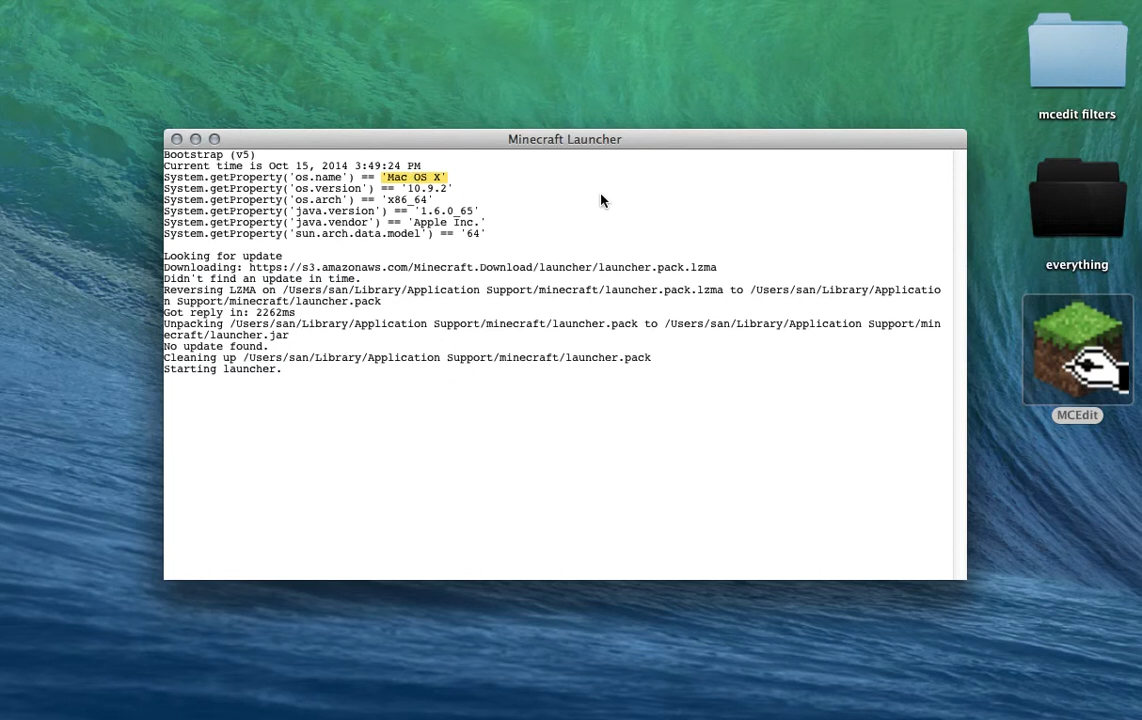 Minecraft Launcher
Bootstrap (v5)
Current time is Oct 15, 2014 3:49:24 PM
System.getProperty('os.name') == 'Mac OS X'
System.getProperty('os.version') == '10.9.2'
System.getProperty('os.arch') == 'x86_64'
System.getProperty('java.version') == '1.6.0_65'
System.getProperty('java.vendor') == 'Apple Inc.'
System.getProperty('sun.arch.data.model') == '64'
Looking for update
Downloading: https://s3.amazonaws.com/Minecraft.Download/launcher/launcher.pack.lzma
Didn't find an update in time.
Reversing LZMA on /Users/san/Library/Application Support/minecraft/launcher.pack.lzma to /Users/san/Library/Applicatio
n Support/minecraft/launcher.pack
Got reply in: 2262ms
Unpacking /Users/san/Library/Application Support/minecraft/launcher.pack to /Users/san/Library/Application Support/min
ecraft/launcher.jar
No update found.
Cleaning up /Users/san/Library/Application Support/minecraft/launcher.pack
Starting launcher.
mcedit filters
everything
MCEdit